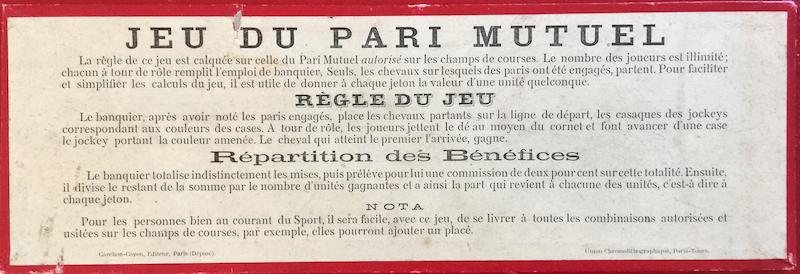 JEU DU PARI MUTUEL
La règle de ce jeu est calquée sur celle du Pari Mutuel autorisé sur les champs de courses. Le nombre des joueurs est illimité;
chacun à tour de rôle remplit l'emploi de banquier, Seuls, les chevaux sur lesquels des paris ont été engagés, partent. Pour faciliter
et simplifier les calculs du jeu, il est utile de donner à chaque jeton la valeur d'une unité quelconque.
RÈGLE DU JEU
Le banquier, après avoir noté les paris engagés, place les chevaux partants sur la ligne de départ, les casaques des jockeys
correspondant aux couleurs des cases. A tour de rôle, les joueurs jettent le dé au moyen du cornet et font avancer d'une case
le jockey portant la couleur amenée. Le cheval qui atteint le premier l'arrivée, gagne.
Répartition des Bénéfices
Le banquier totalise indistinctement les mises, puis prélève pour lui une commission de deux pour cent sur cette totalité. Ensuite,
il divise le restant de la somme par le nombre d'unités gagnantes et a ainsi la part qui revient à chacune des unités, c'est-à dire à
chaque jeton.
NOTA
Pour les personnes bien au courant du Sport, il sera facile, avec ce jeu, de se livrer à toutes les combinaisons autorisées et
usitées sur les champs de courses, par exemple, elles pourront ajouter un placé.
Corchon-Goyon, Editeur, Paris (Déposé).
Union Chromolithographique, Paris-Tours.